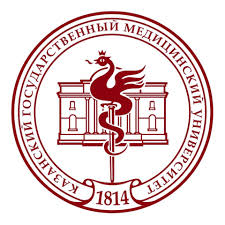 КАЗАНСКИЙ ГОСУДАРСТВЕННЫЙ МЕДИЦИНСКИЙ УНИВЕРСИТЕТ
1814